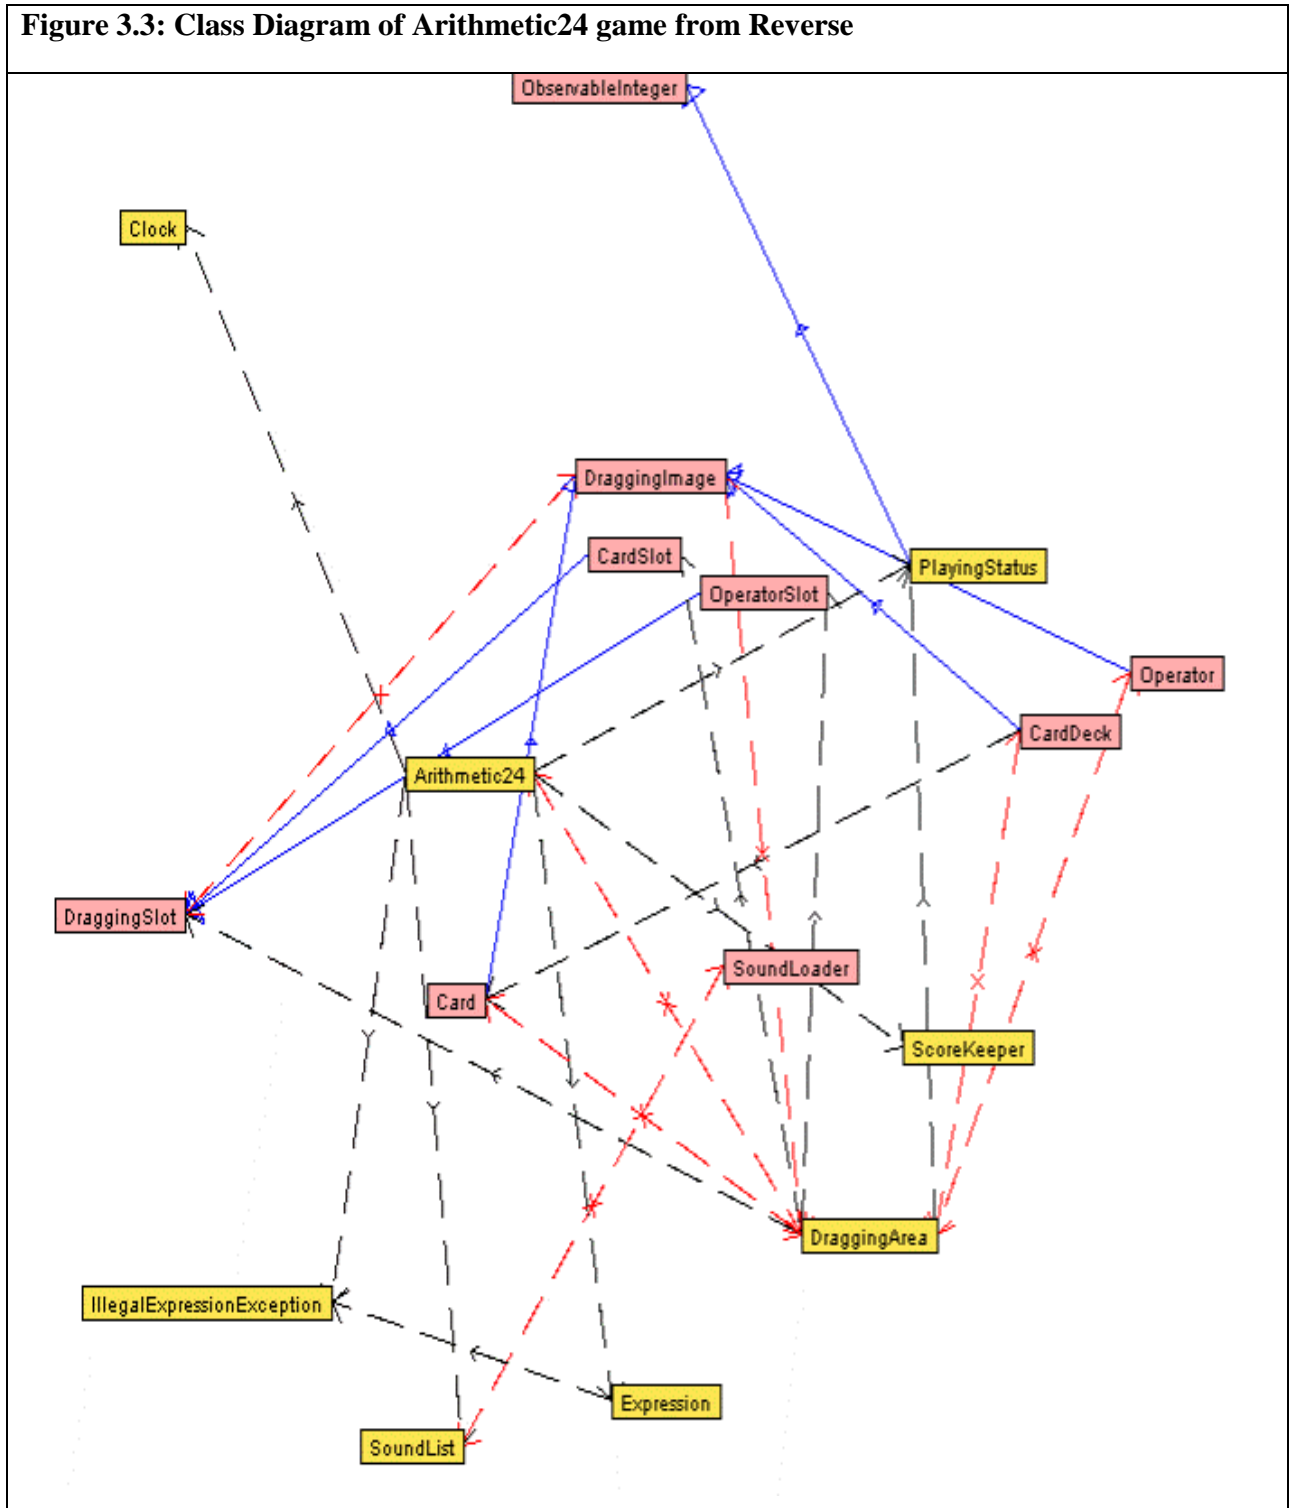 Figure 3.3: Class Diagram of Arithmetic24 game from Reverse
ObservableInteger
Clock
DraggingImage
CardSlot
PlayingStatus
OperatorSlot
Operator
CardDeck
Arithmetic24
DraggingSlot
SoundLoader
Card
ScoreKeeper
DraggingArea
IllegalExpressionException
Expression
SoundList